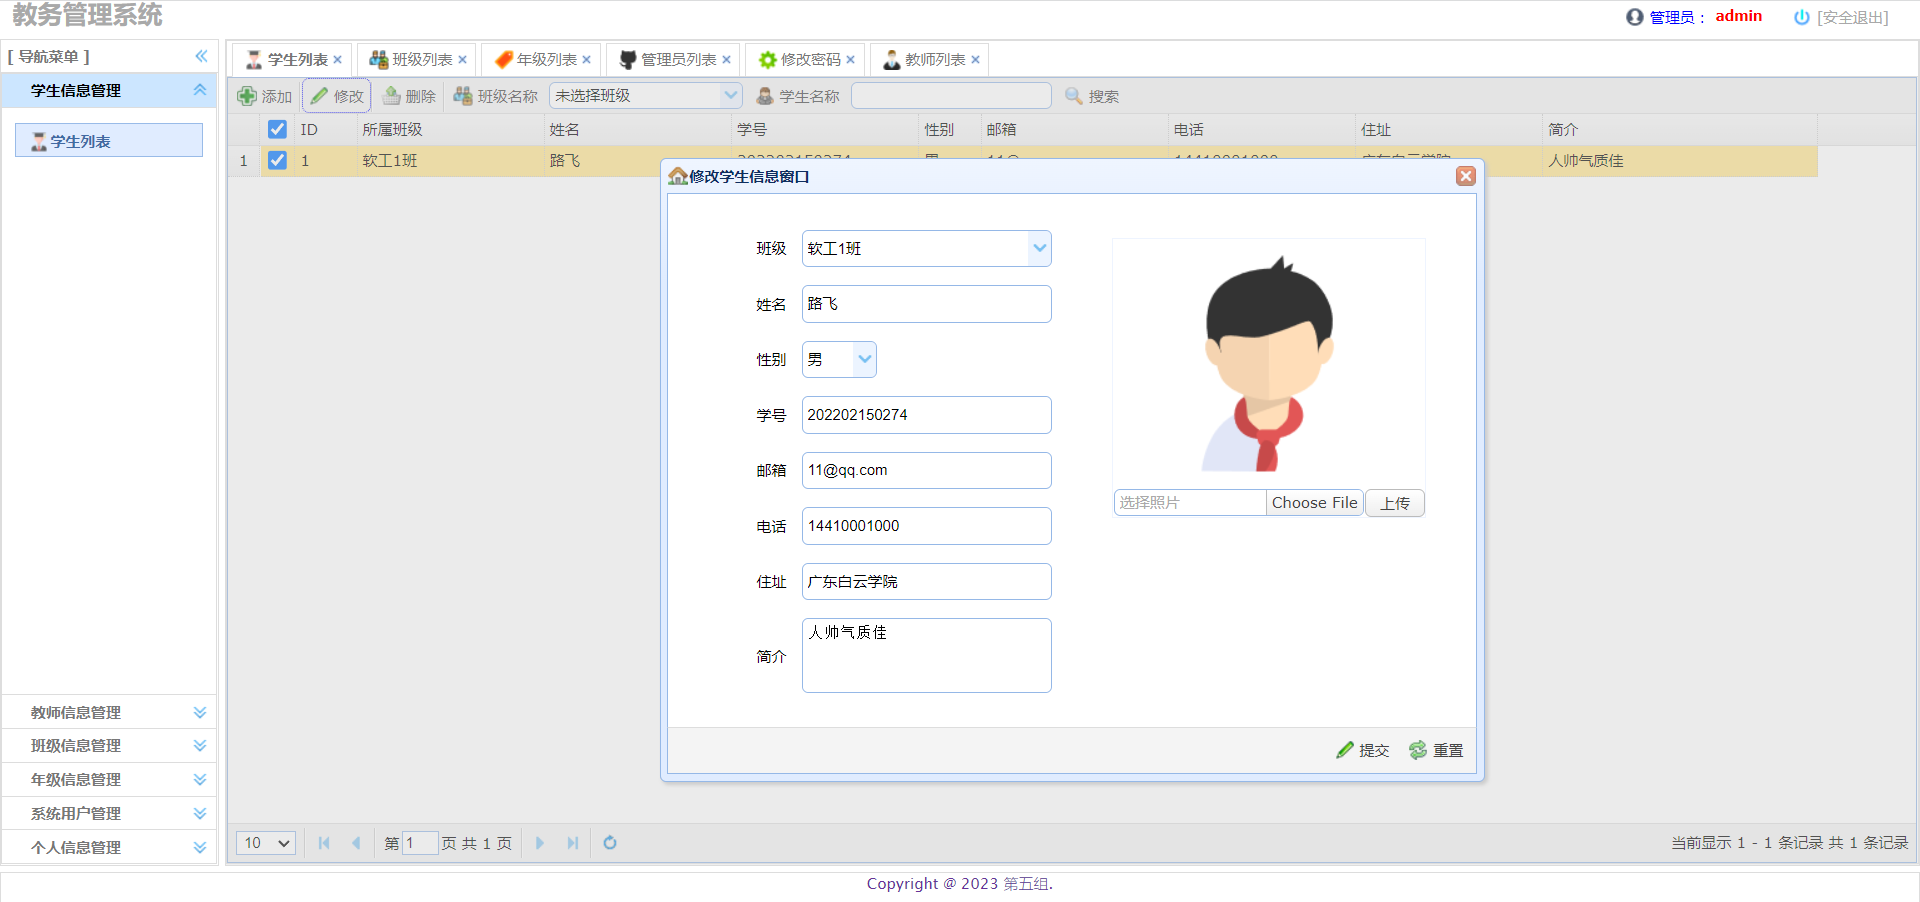 教务管理系统
管理员： admin [安全退出]
[ 导航菜单 ]
学生列表 班级列表 年级列表 管理员列表 修改密码 教师列表
学生信息管理
添加 修改 删除 班级名称 未选择班级 学生名称 搜索
ID 所属班级 姓名 学号 性别 邮箱 电话 住址 简介
学生列表
1 1 软工1班 路飞 202202150274 男 11@ 14410001000 广东白云学院 人帅气质佳
修改学生信息窗口
班级 软工1班
姓名 路飞
性别 男
学号 202202150274
邮箱 11@qq.com
电话 14410001000
住址 广东白云学院
简介 人帅气质佳
选择照片 Choose File 上传
提交 重置
教师信息管理
班级信息管理
年级信息管理
系统用户管理
个人信息管理
10 第 1 页 共 1 页
当前显示 1 - 1 条记录 共 1 条记录
Copyright @ 2023 第五组.